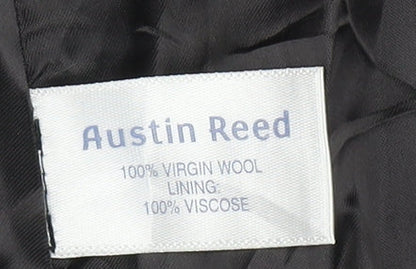 Austin Reed
100% VIRGIN WOOL
LINING:
100% VISCOSE